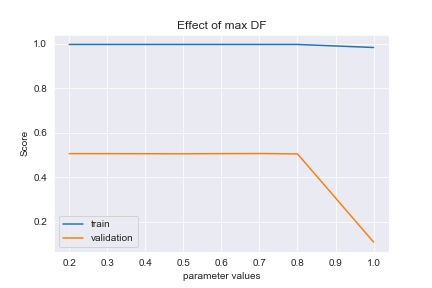 Effect of max DF
Score
1.0
0.8
0.6
0.4
0.2
train
validation
0.2 0.3 0.4 0.5 0.6 0.7 0.8 0.9 1.0
parameter values